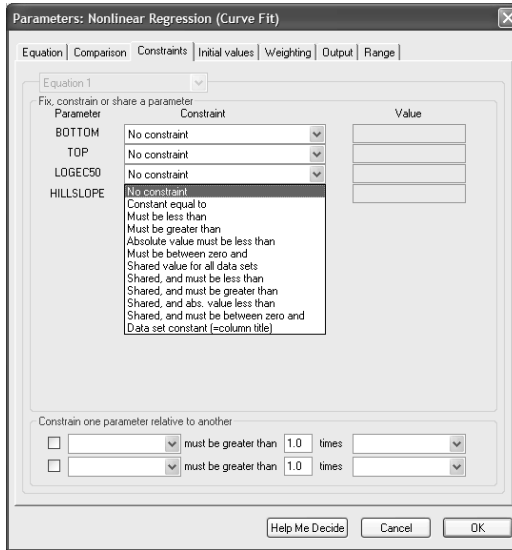 Parameters: Nonlinear Regression (Curve Fit)
Equation Comparison Constraints Initial values Weighting Output Range
Equation 1
Fix, constrain or share a parameter
Parameter Constraint Value
BOTTOM No constraint
TOP No constraint
LOGEC50 No constraint
HILLSLOPE No constraint
Constant equal to
Must be less than
Must be greater than
Absolute value must be less than
Must be between zero and
Shared value for all data sets
Shared, and must be less than
Shared, and must be greater than
Shared, and abs. value less than
Shared, and must be between zero and
Data set constant (=column title)
Constrain one parameter relative to another
must be greater than 1.0 times
must be greater than 1.0 times
Help Me Decide Cancel OK